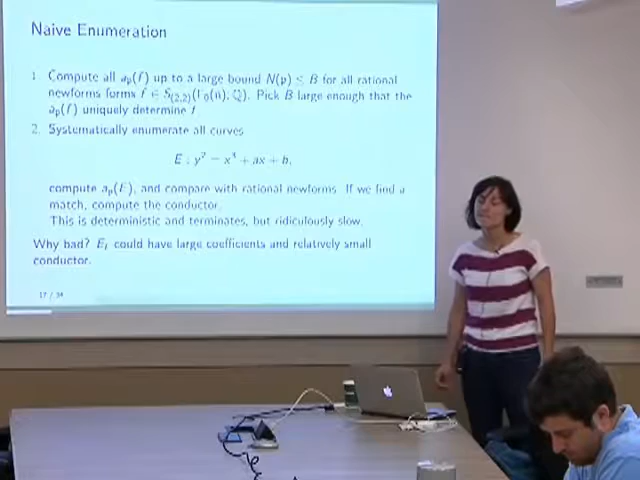 Naive Enumeration
1. Compute all a_p(f) up to a large bound N(p) ≤ B for all rational
newforms forms f ∈ S_(2,2)(Γ_0(n); Q). Pick B large enough that the
a_p(f) uniquely determine f
2. Systematically enumerate all curves
E : y² = x³ + ax + b,
compute a_p(E), and compare with rational newforms. If we find a
match, compute the conductor.
This is deterministic and terminates, but ridiculously slow.
Why bad? E_f could have large coefficients and relatively small
conductor.
17 / 34